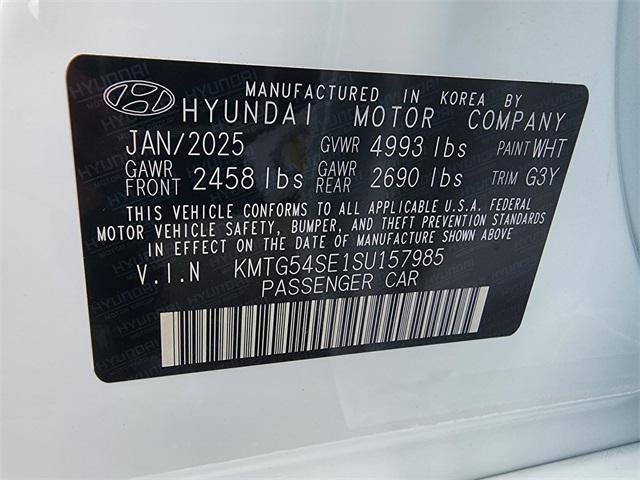 MANUFACTURED IN KOREA BY
HYUNDAI MOTOR COMPANY
JAN/2025 GVWR 4993 lbs PAINT WHT
GAWR FRONT 2458 lbs GAWR REAR 2690 lbs TRIM G3Y
THIS VEHICLE CONFORMS TO ALL APPLICABLE U.S.A. FEDERAL
MOTOR VEHICLE SAFETY, BUMPER, AND THEFT PREVENTION STANDARDS
IN EFFECT ON THE DATE OF MANUFACTURE SHOWN ABOVE.
V.I.N KMTG54SE1SU157985
PASSENGER CAR